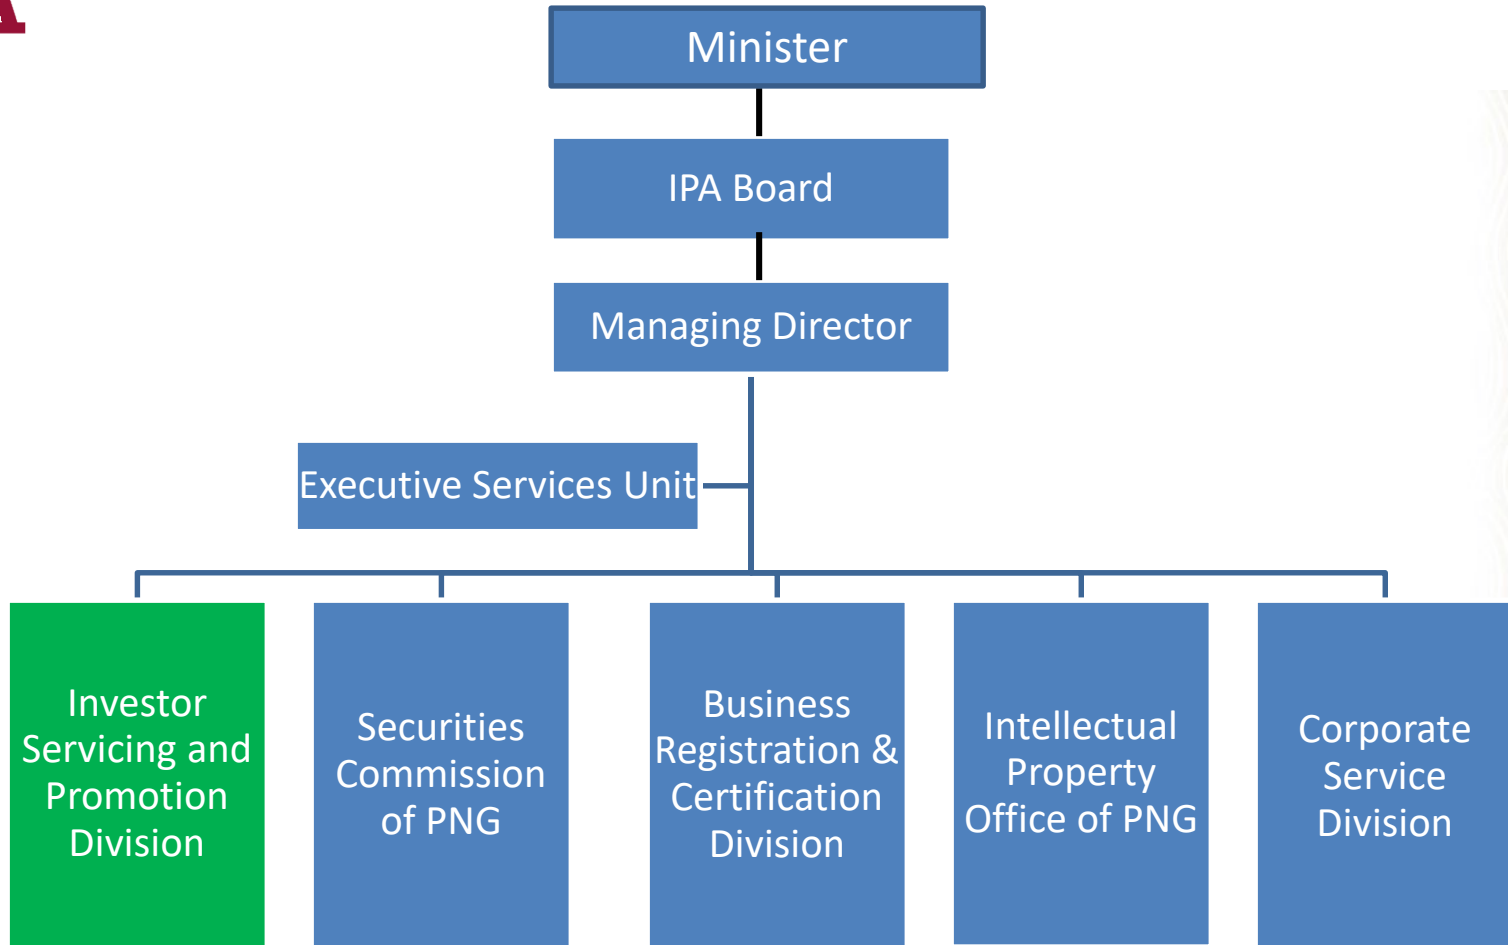 A
Minister
IPA Board
Managing Director
Executive Services Unit
Investor
Servicing and
Promotion
Division
Securities
Commission
of PNG
Business
Registration &
Certification
Division
Intellectual
Property
Office of PNG
Corporate
Service
Division